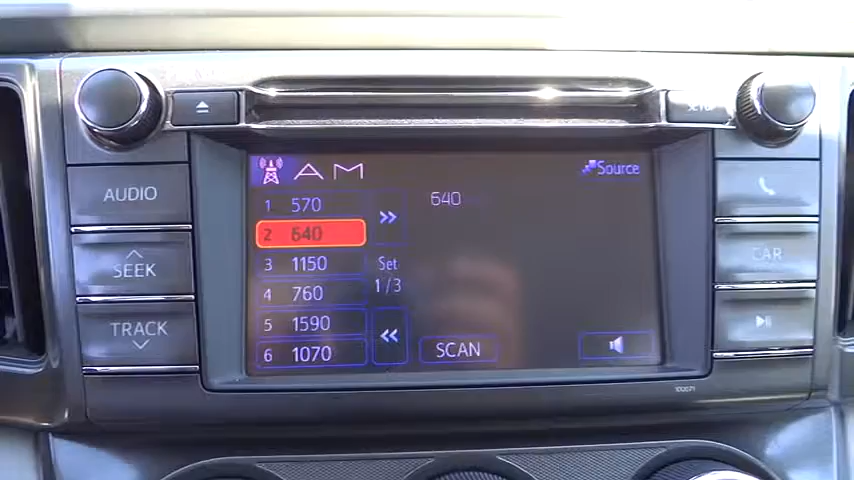 AM
Source
AUDIO
1 570
640
2 640
SEEK
3 1150
Set
1/3
CAR
4 760
TRACK
5 1590
6 1070
SCAN
100071